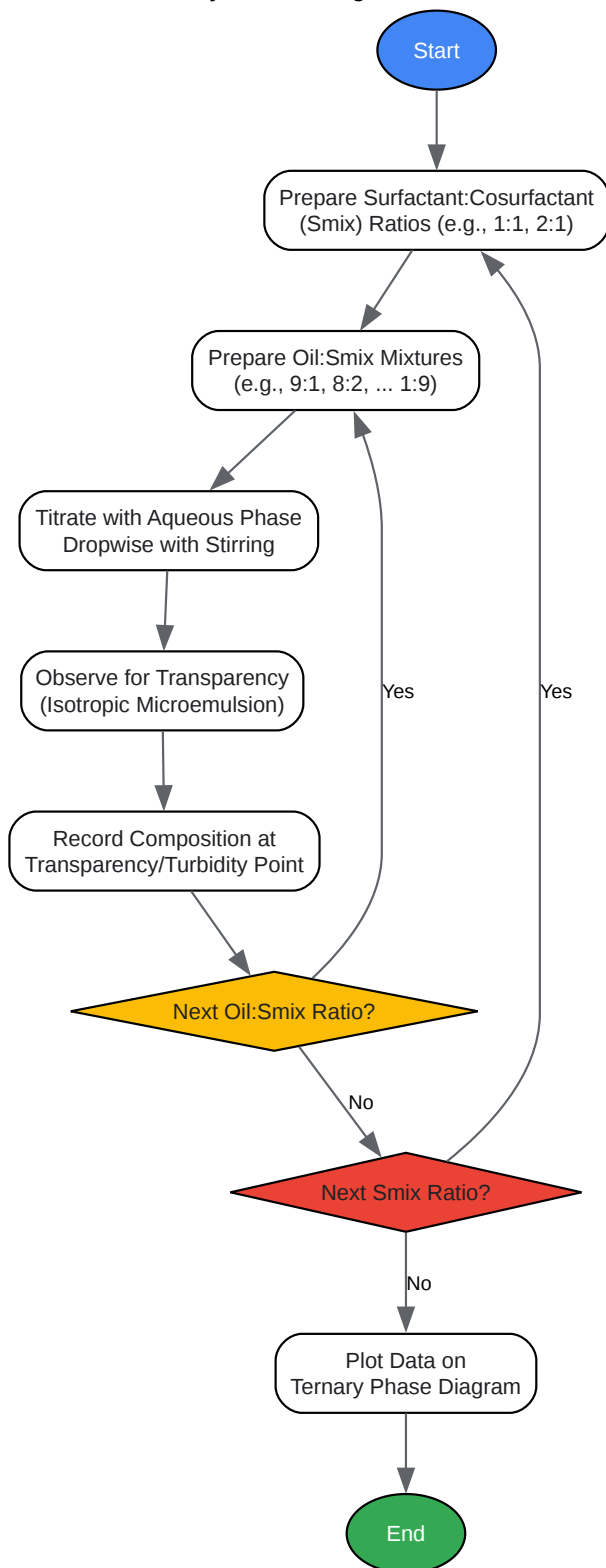 Start
Prepare Surfactant:Cosurfactant
(Smix) Ratios (e.g., 1:1, 2:1)
Prepare Oil:Smix Mixtures
(e.g., 9:1, 8:2, ... 1:9)
Titrate with Aqueous Phase
Dropwise with Stirring
Observe for Transparency
(Isotropic Microemulsion)
Yes
Yes
Record Composition at
Transparency/Turbidity Point
Next Oil:Smix Ratio?
No
Next Smix Ratio?
No
Plot Data on
Ternary Phase Diagram
End